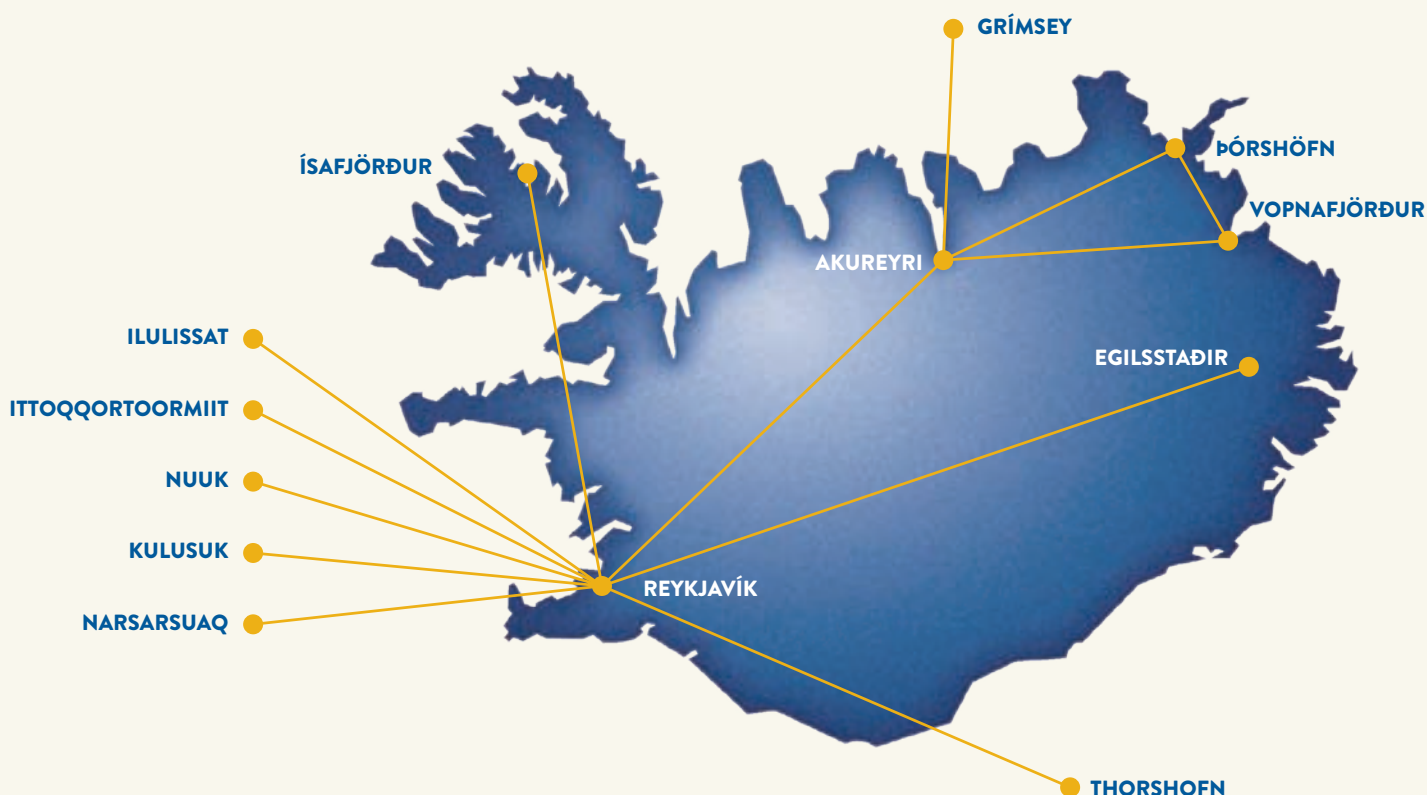 GRÍMSEY
ÞÓRSHÖFN
ÍSAFJÖRÐUR
VOPNAFJÖRÐUR
AKUREYRI
ILULISSAT
EGILSSTAÐIR
ITTOQQORTOORMIIT
NUUK
KULUSUK
REYKJAVÍK
NARSARSUAQ
THORSHOFN